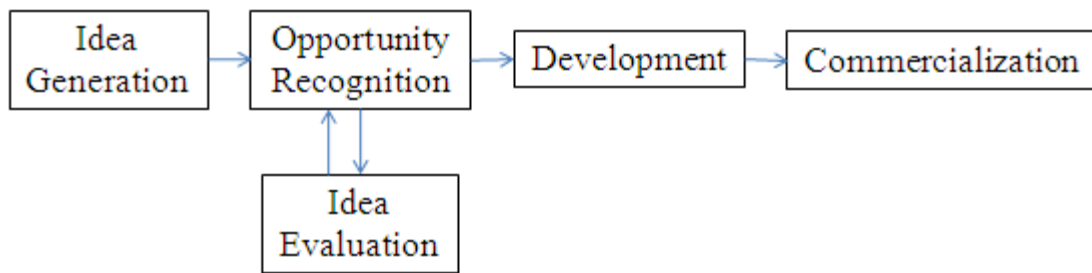 Idea
Generation
Opportunity
Recognition
Development
Commercialization
Idea
Evaluation